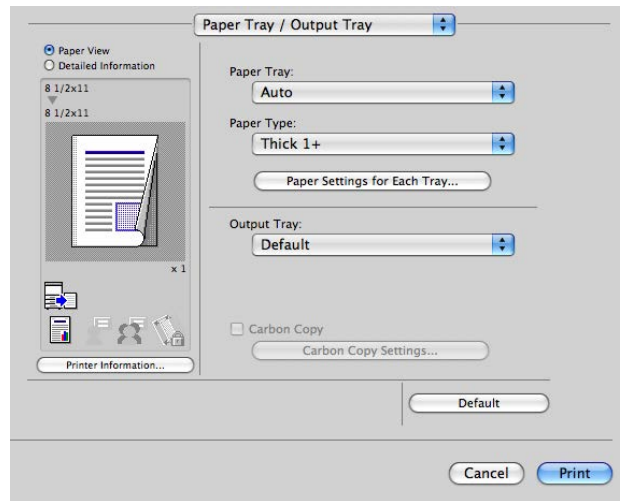 Paper Tray / Output Tray
Paper View
Detailed Information
8 1/2x11
8 1/2x11
x 1
Printer Information...
Paper Tray:
Auto
Paper Type:
Thick 1+
Paper Settings for Each Tray...
Output Tray:
Default
Carbon Copy
Carbon Copy Settings...
Default
Cancel
Print